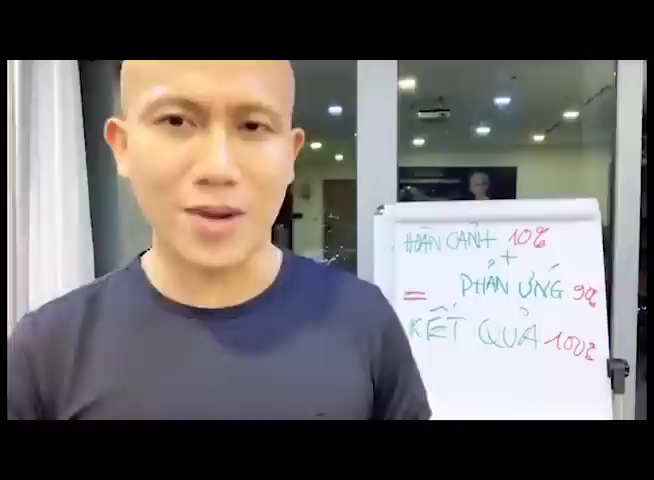 HOÀN CẢNH 10%
+
PHẢN ỨNG 90%
=
KẾT QUẢ 100%